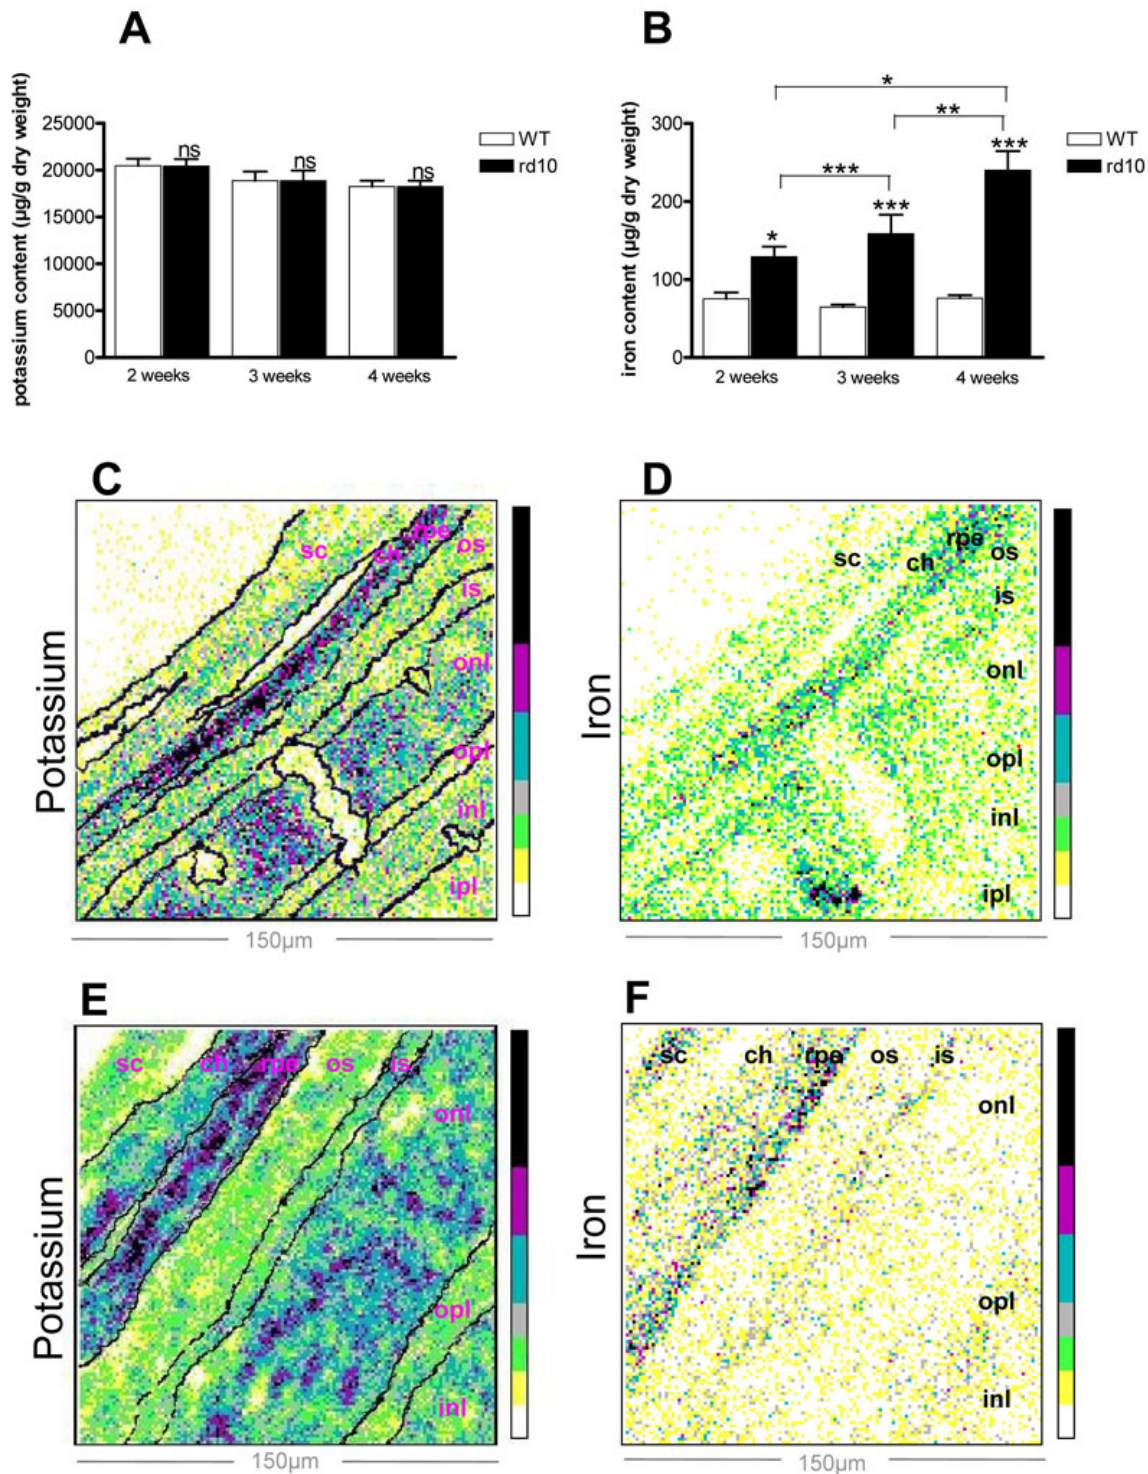 A
potassium content (µg/g dry weight)
25000
20000
15000
10000
5000
0
ns
ns
ns
2 weeks
3 weeks
4 weeks
WT
rd10
B
iron content (µg/g dry weight)
300
200
100
0
*
**
***
*
***
***
2 weeks
3 weeks
4 weeks
WT
rd10
C
Potassium
sc
ch
rpe
os
is
onl
opl
inl
ipl
150µm
D
Iron
sc
ch
rpe
os
is
onl
opl
inl
ipl
150µm
E
Potassium
sc
ch
rpe
os
is
onl
opl
inl
150µm
F
Iron
sc
ch
rpe
os
is
onl
opl
inl
150µm